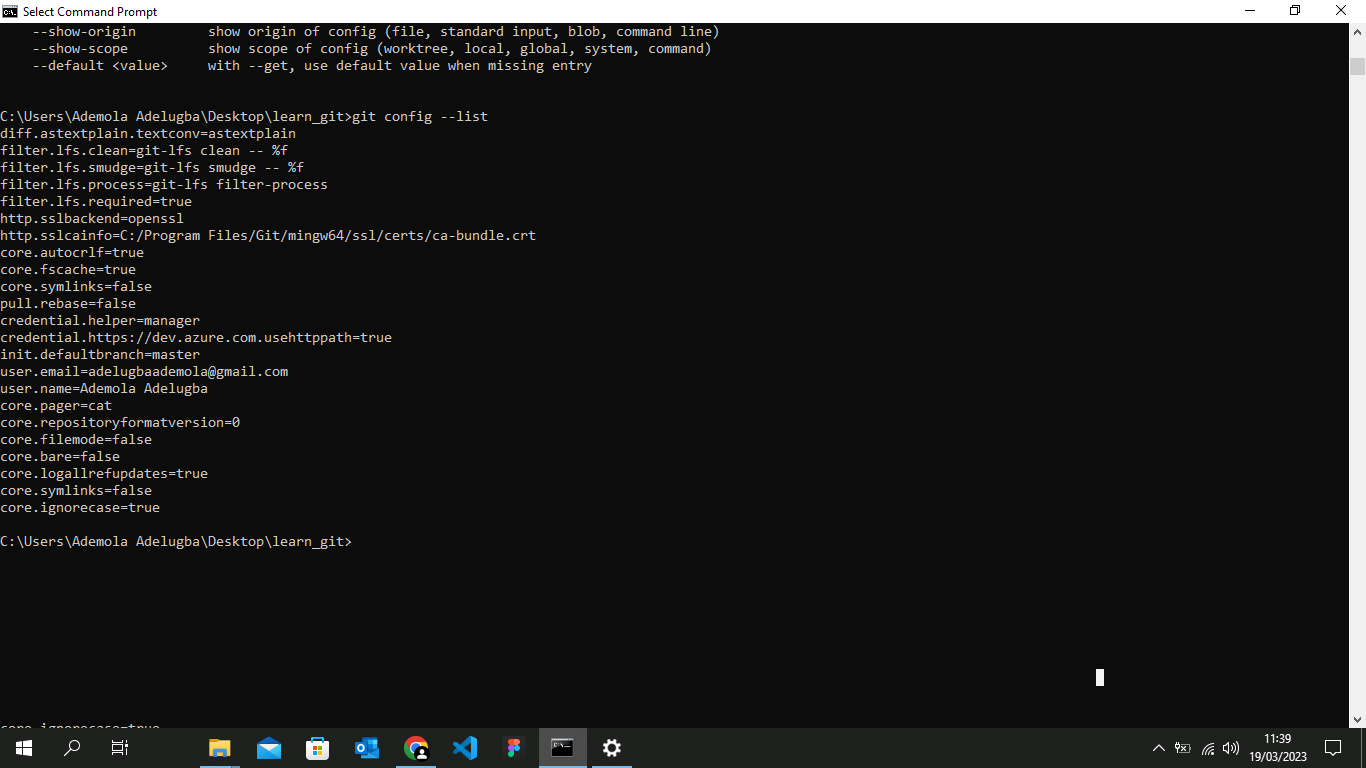 Select Command Prompt
--show-origin show origin of config (file, standard input, blob, command line)
--show-scope show scope of config (worktree, local, global, system, command)
--default <value> with --get, use default value when missing entry
C:\Users\Ademola Adelugba\Desktop\learn_git>git config --list
diff.astextplain.textconv=astextplain
filter.lfs.clean=git-lfs clean -- %f
filter.lfs.smudge=git-lfs smudge -- %f
filter.lfs.process=git-lfs filter-process
filter.lfs.required=true
http.sslbackend=openssl
http.sslcainfo=C:/Program Files/Git/mingw64/ssl/certs/ca-bundle.crt
core.autocrlf=true
core.fscache=true
core.symlinks=false
pull.rebase=false
credential.helper=manager
credential.https://dev.azure.com.usehttppath=true
init.defaultbranch=master
user.email=adelugbaademola@gmail.com
user.name=Ademola Adelugba
core.pager=cat
core.repositoryformatversion=0
core.filemode=false
core.bare=false
core.logallrefupdates=true
core.symlinks=false
core.ignorecase=true
C:\Users\Ademola Adelugba\Desktop\learn_git>
core.ignorecase=true
11:39
19/03/2023